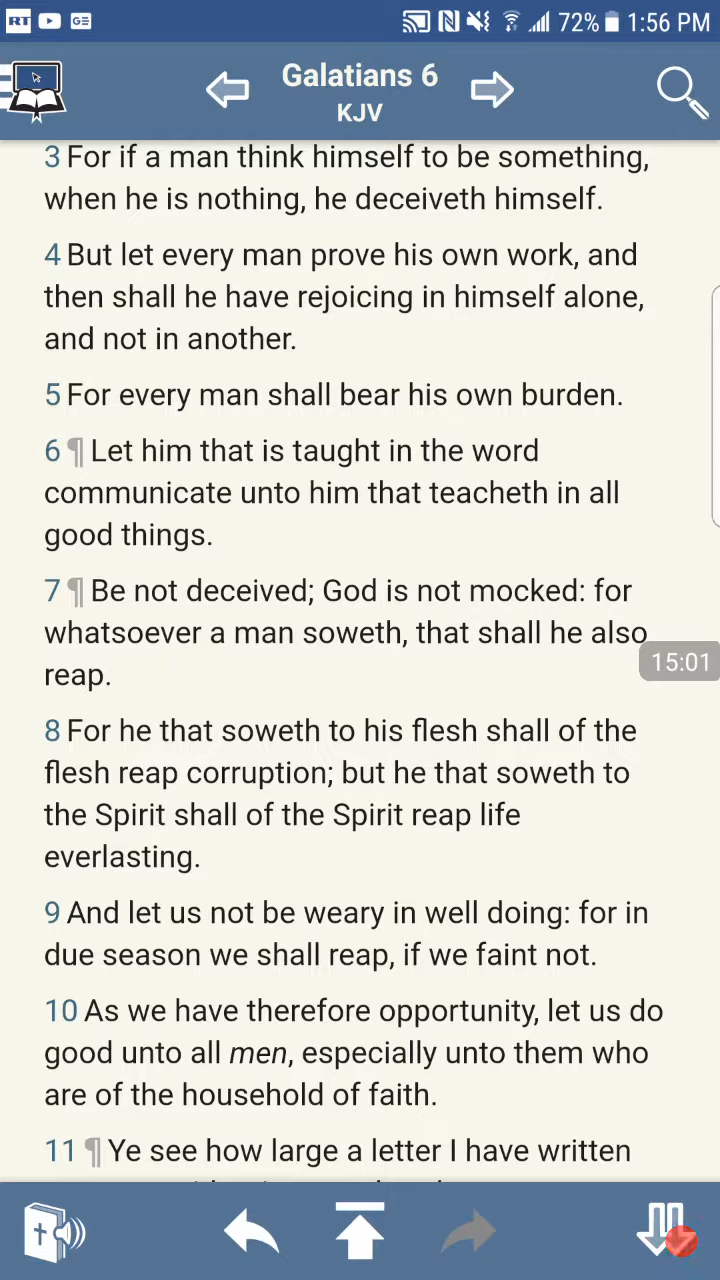 RT GE 72% 1:56 PM
Galatians 6
KJV
3 For if a man think himself to be something,
when he is nothing, he deceiveth himself.
4 But let every man prove his own work, and
then shall he have rejoicing in himself alone,
and not in another.
5 For every man shall bear his own burden.
6 ¶ Let him that is taught in the word
communicate unto him that teacheth in all
good things.
7 ¶ Be not deceived; God is not mocked: for
whatsoever a man soweth, that shall he also
15:01
reap.
8 For he that soweth to his flesh shall of the
flesh reap corruption; but he that soweth to
the Spirit shall of the Spirit reap life
everlasting.
9 And let us not be weary in well doing: for in
due season we shall reap, if we faint not.
10 As we have therefore opportunity, let us do
good unto all men, especially unto them who
are of the household of faith.
11 ¶ Ye see how large a letter I have written